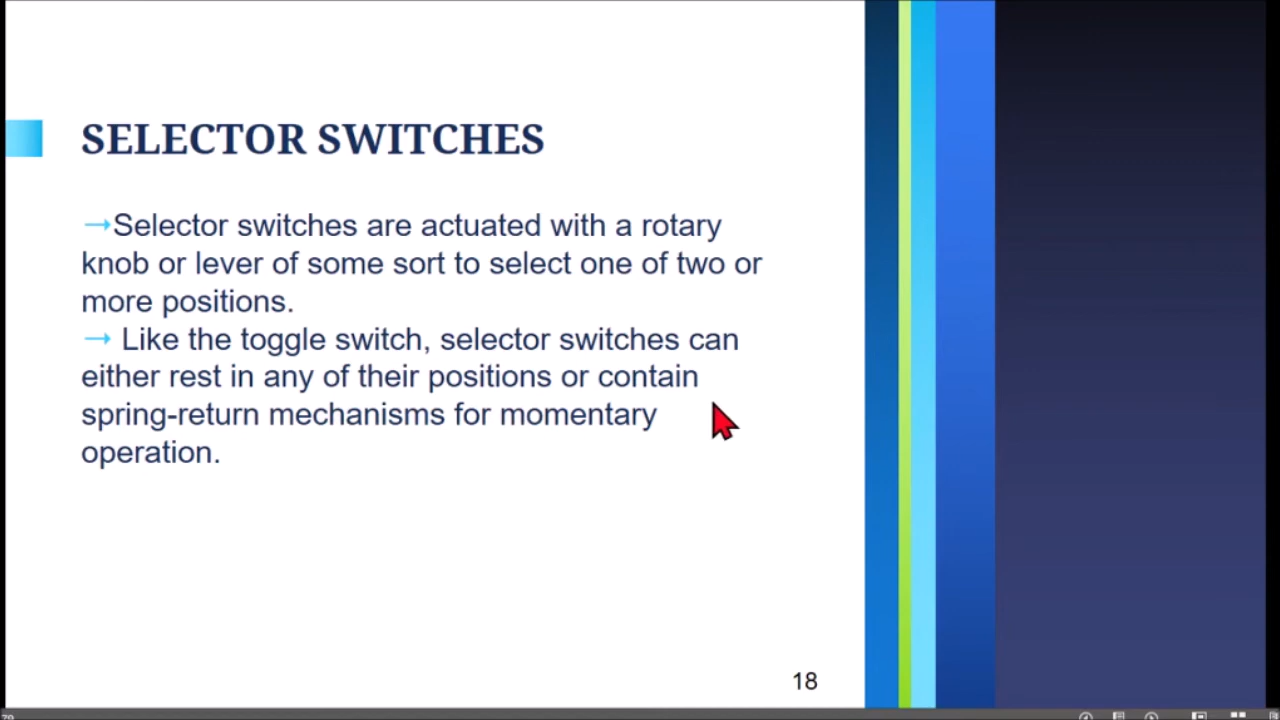 SELECTOR SWITCHES
→Selector switches are actuated with a rotary
knob or lever of some sort to select one of two or
more positions.
→ Like the toggle switch, selector switches can
either rest in any of their positions or contain
spring-return mechanisms for momentary
operation.
18